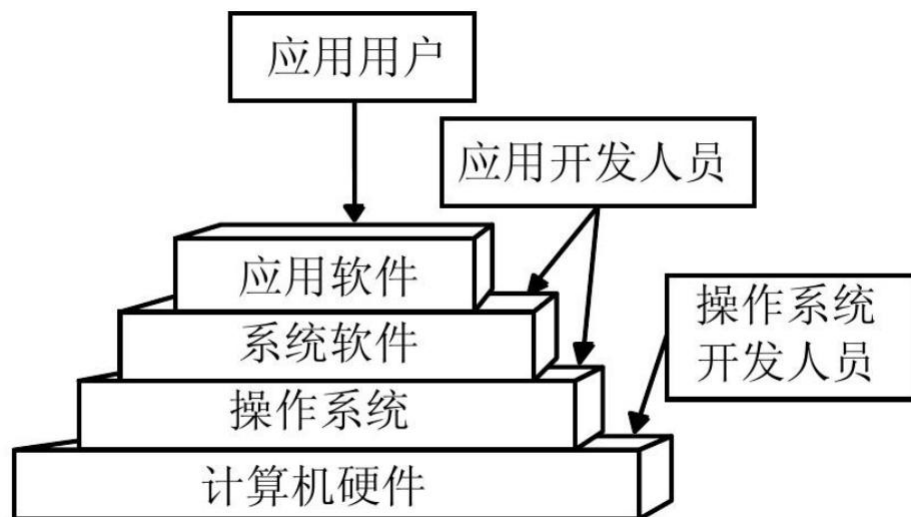 应用用户
应用开发人员
应用软件
操作系统
开发人员
系统软件
操作系统
计算机硬件